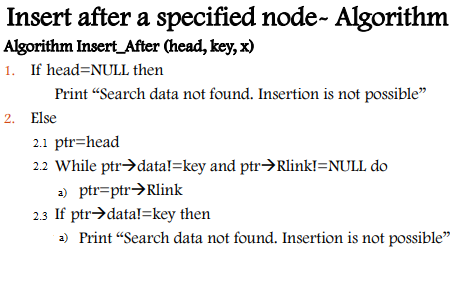 Insert after a specified node- Algorithm
Algorithm Insert_After (head, key, x)
1. If head=NULL then
Print “Search data not found. Insertion is not possible”
2. Else
2.1 ptr=head
2.2 While ptr→data!=key and ptr→Rlink!=NULL do
a) ptr=ptr→Rlink
2.3 If ptr→data!=key then
a) Print “Search data not found. Insertion is not possible”